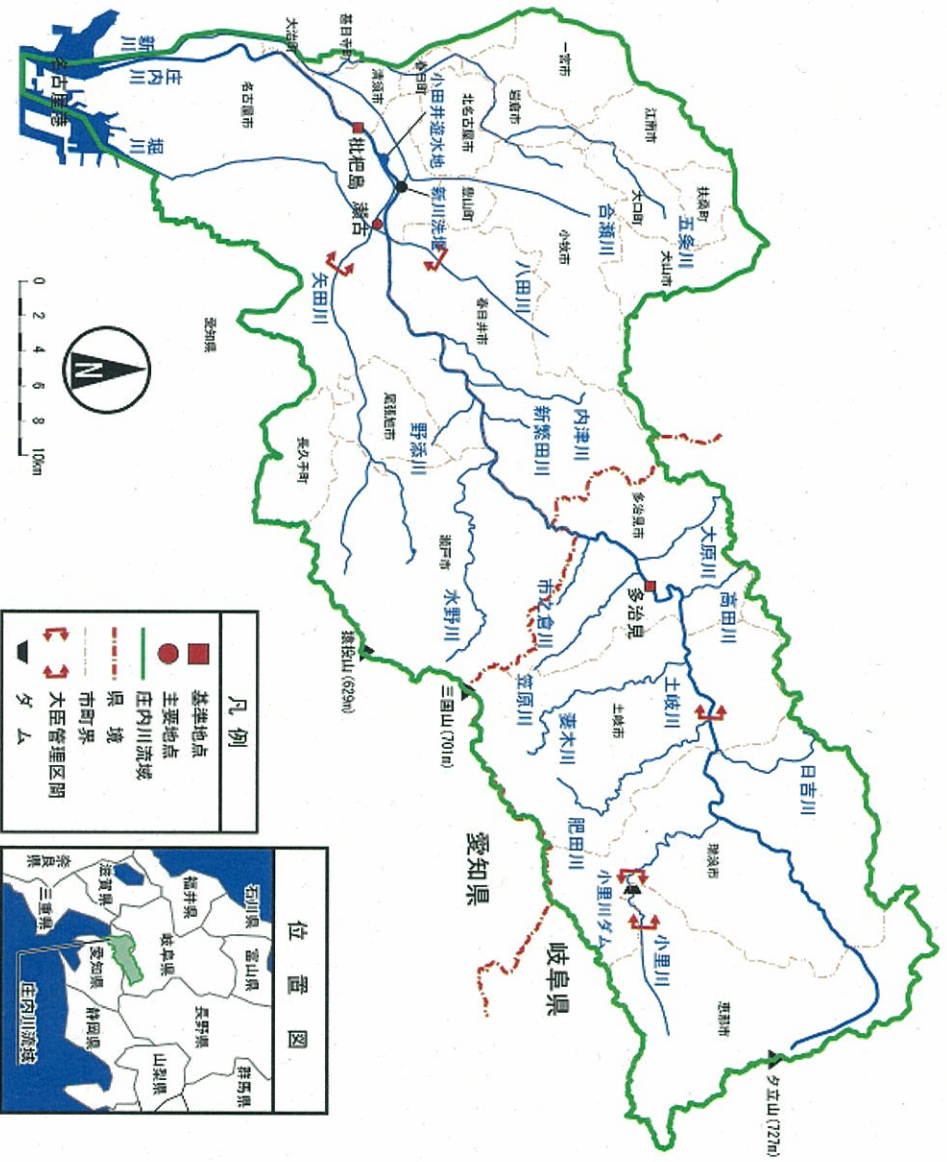 一宮市
江南市
扶桑町
大口町
犬山市
岩倉市
五条川
合瀬川
小牧市
北名古屋市
豊山町
春日町
清須市
甚目寺町
大治町
小田井遊水地
新川洗堰
八田川
春日井市
枇杷島
瀬古
矢田川
名古屋市
新川
庄内川
堀川
名古屋港
内津川
新繁田川
野添川
尾張旭市
長久手町
愛知県
瀬戸市
水野川
多治見市
大原川
高田川
多治見
市之倉川
笠原川
妻木川
土岐市
土岐川
肥田川
日吉川
瑞浪市
小里川ダム
小里川
恵那市
夕立山(727m)
三国山(701m)
猿投山(629m)
愛知県
岐阜県
N
0 2 4 6 8 10km
凡例
基準地点
主要地点
庄内川流域
県境
市町界
大臣管理区間
ダム
位置図
石川県
富山県
福井県
岐阜県
長野県
群馬県
滋賀県
愛知県
静岡県
山梨県
三重県
奈良県
庄内川流域